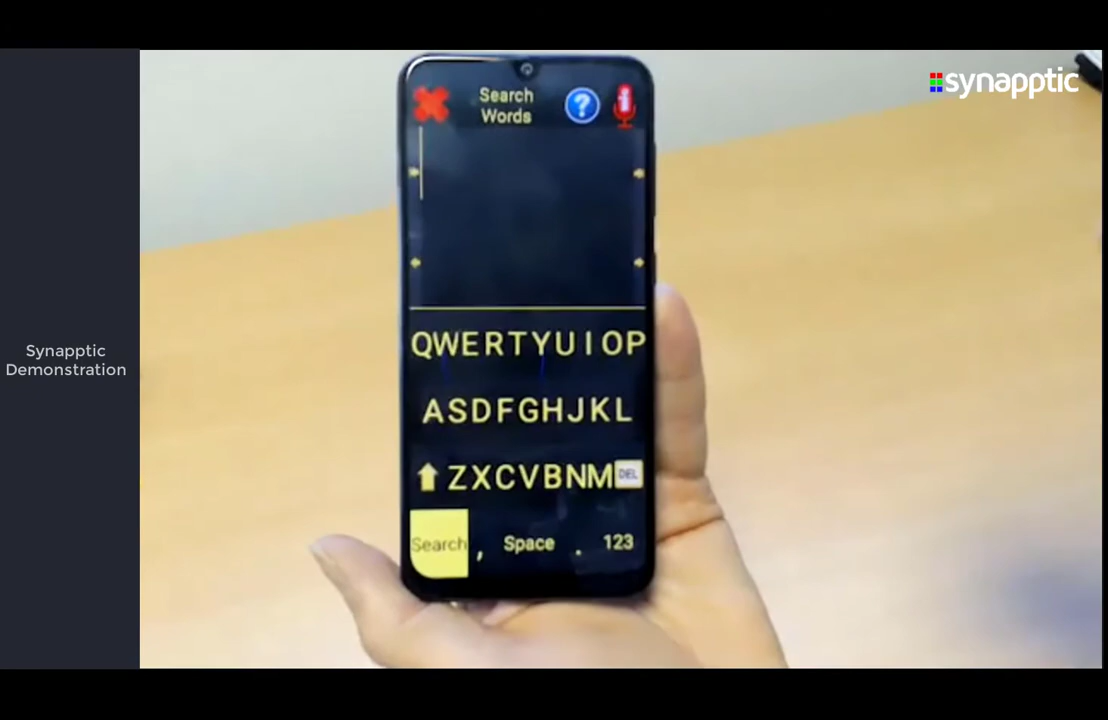 synapptic
Search
Words
?
QWERTYUIOP
ASDFGHJKL
ZXCVBNM DEL
Search , Space . 123
Synapptic
Demonstration